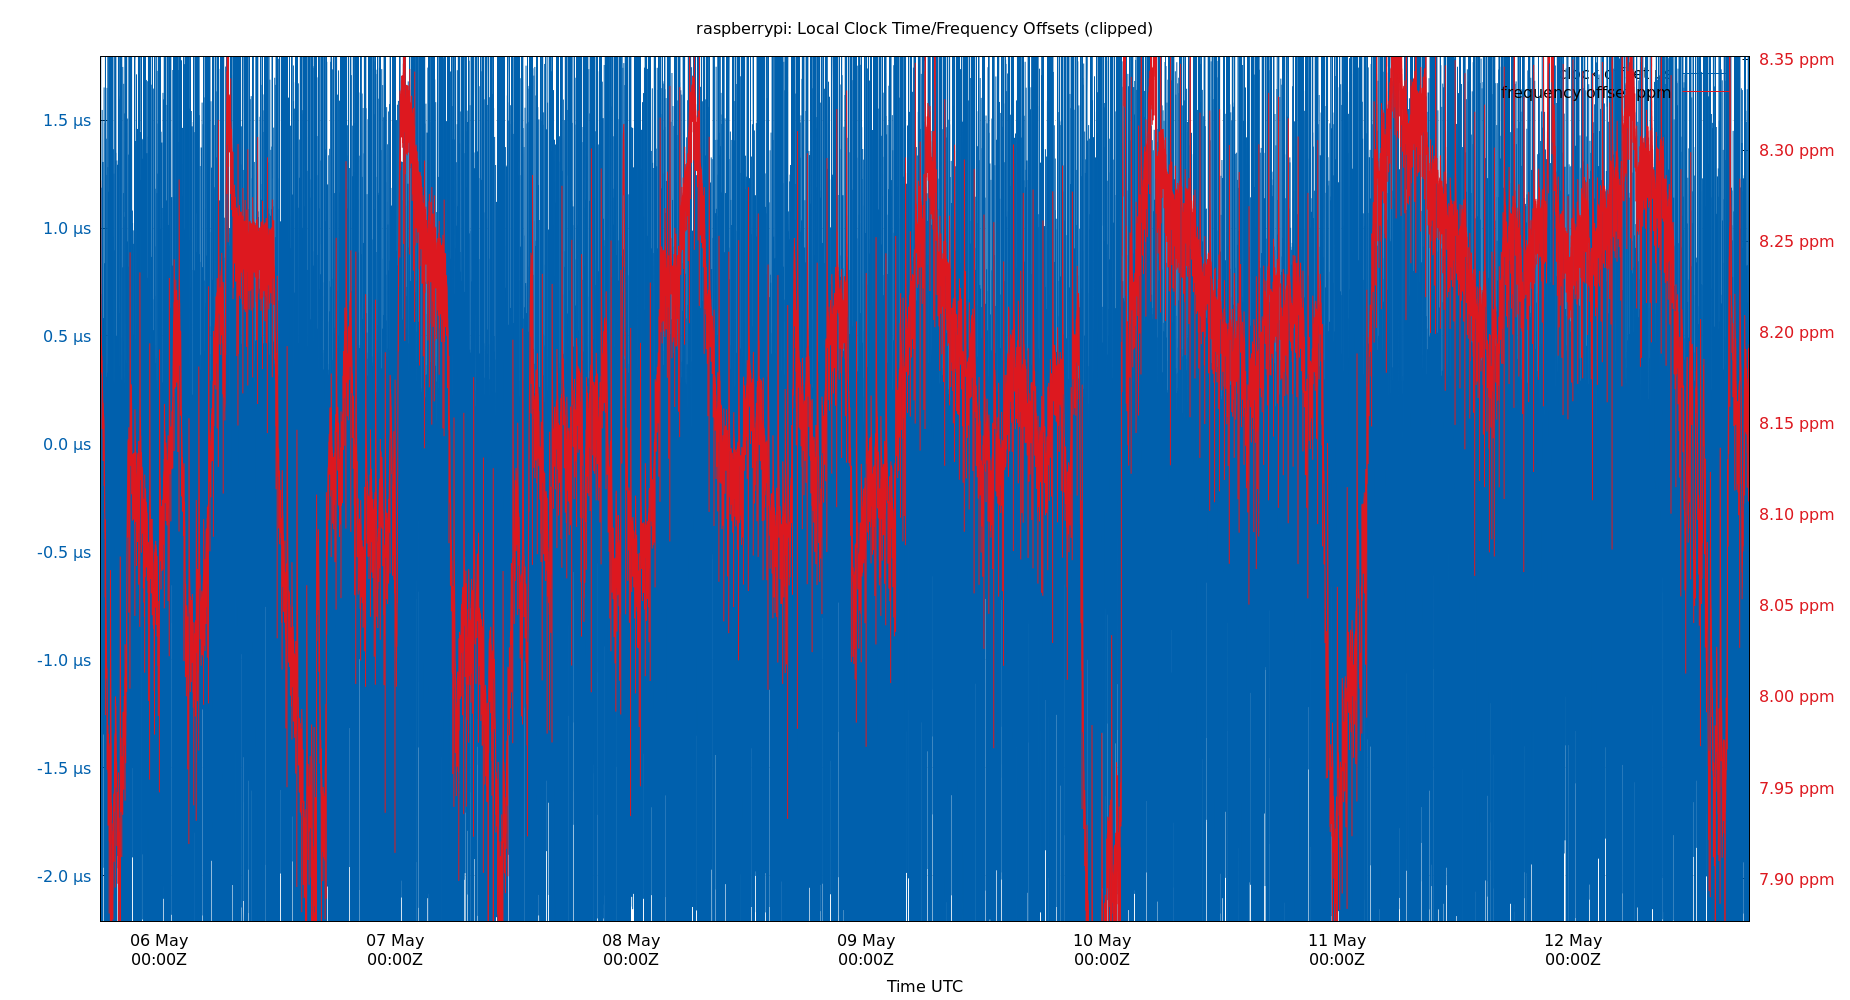 raspberrypi: Local Clock Time/Frequency Offsets (clipped)
clock offset µs
frequency offset ppm
1.5 µs
1.0 µs
0.5 µs
0.0 µs
-0.5 µs
-1.0 µs
-1.5 µs
-2.0 µs
8.35 ppm
8.30 ppm
8.25 ppm
8.20 ppm
8.15 ppm
8.10 ppm
8.05 ppm
8.00 ppm
7.95 ppm
7.90 ppm
06 May 07 May 08 May 09 May 10 May 11 May 12 May
00:00Z 00:00Z 00:00Z 00:00Z 00:00Z 00:00Z 00:00Z
Time UTC